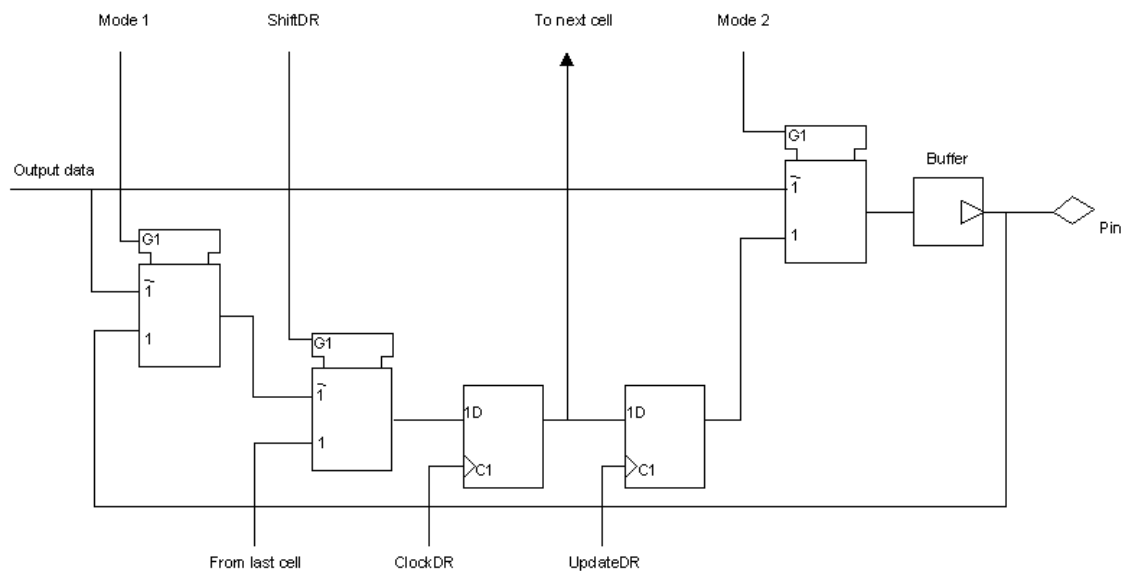 Mode 1
ShiftDR
To next cell
Mode 2
G1
Output data
Buffer
1
1
Pin
G1
1
1
G1
1
1
1D
C1
1D
C1
From last cell
ClockDR
UpdateDR